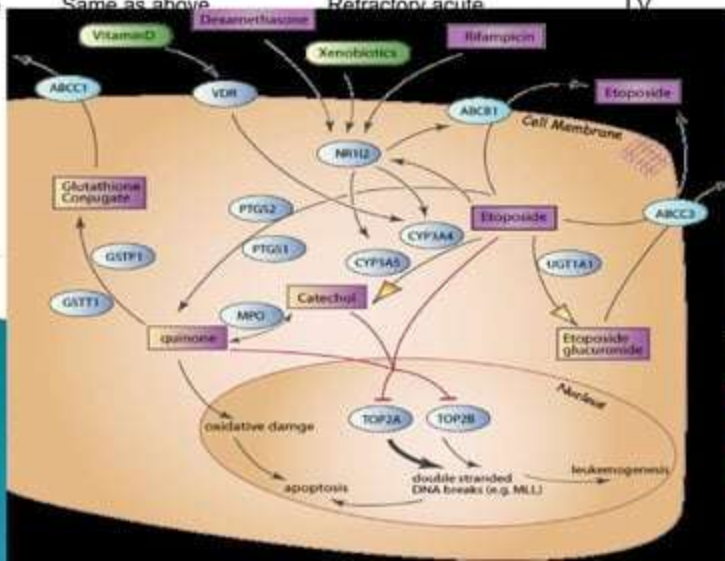 Same as above
Refractory acute
I V
Dexamethasone
VitaminD
Xenobiotics
Rifampicin
ABCC1
VDR
ABCB1
Etoposide
Cell Membrane
NR1I2
Glutathione
Conjugate
PTGS2
Etoposide
ABCC3
PTGS1
CYP3A4
GSTP1
CYP3A5
UGT1A1
GSTT1
Catechol
MPO
quinone
Etoposide
glucuronide
Nucleus
TOP2A
TOP2B
oxidative damge
leukemogenesis
double stranded
DNA breaks (e.g. MLL)
apoptosis